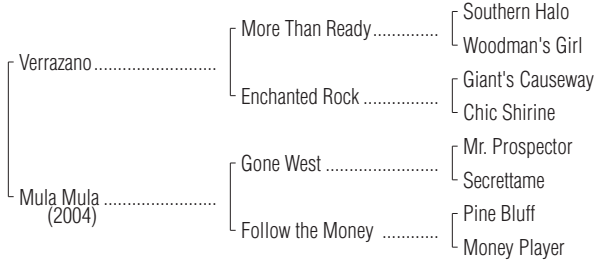 Southern Halo
More Than Ready..............
Woodman's Girl
Verrazano..........................
Giant's Causeway
Enchanted Rock ................
Chic Shirine
Mr. Prospector
Gone West ........................
Secrettame
Mula Mula ........................
(2004)
Pine Bluff
Follow the Money ............
Money Player